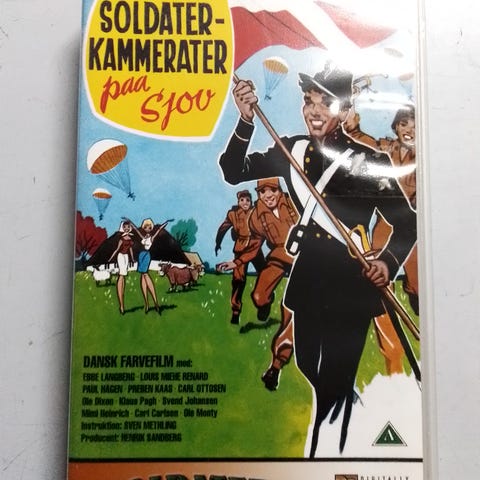 SOLDATER-
KAMMERATER
paa
Sjov
DANSK FARVEFILM med:
EBBE LANGBERG · LOUIS MIEHE RENARD
PAUL HAGEN · PREBEN KAAS · CARL OTTOSEN
Ole Dixon · Klaus Pagh · Svend Johansen
Mimi Heinrich · Carl Carlsen · Ole Monty
Instruktion: SVEN METHLING
Producent: HENRIK SANDBERG
A
DIGITALLY